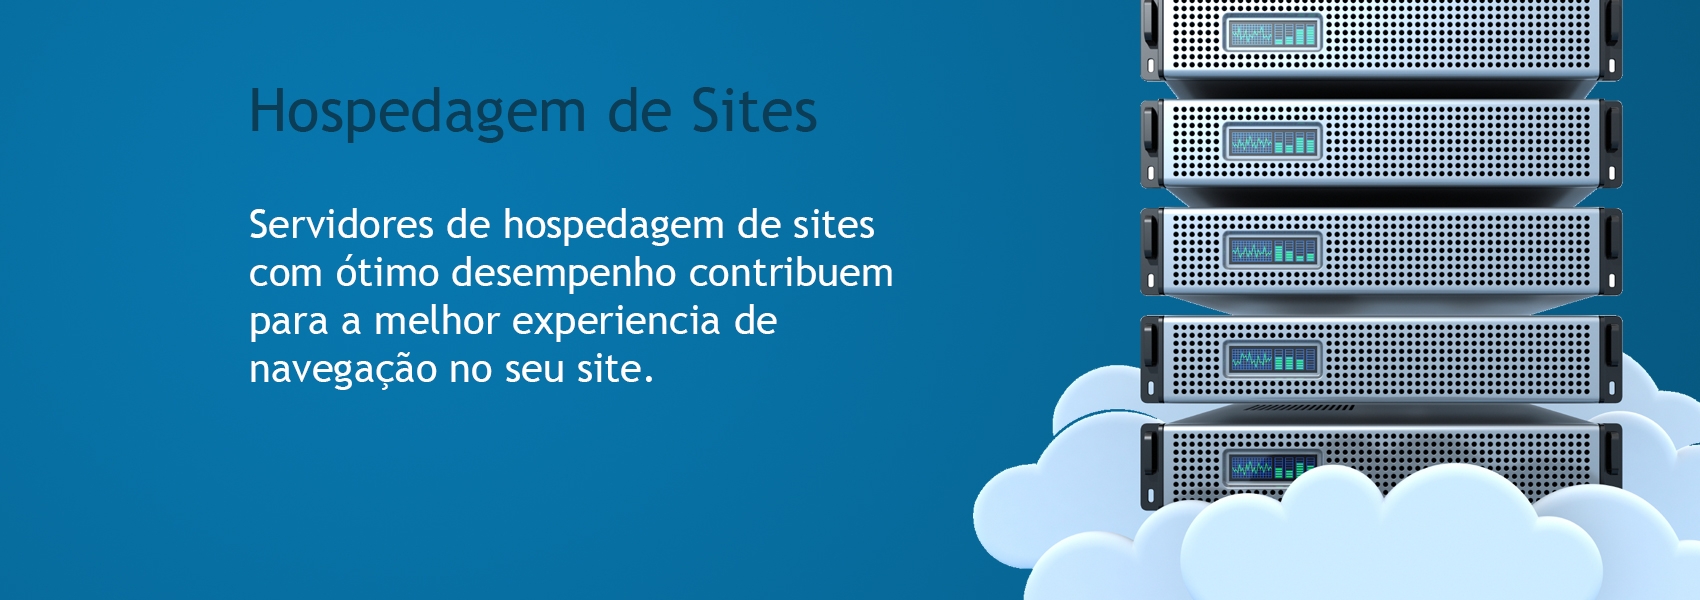 Hospedagem de Sites
Servidores de hospedagem de sites
com ótimo desempenho contribuem
para a melhor experiencia de
navegação no seu site.